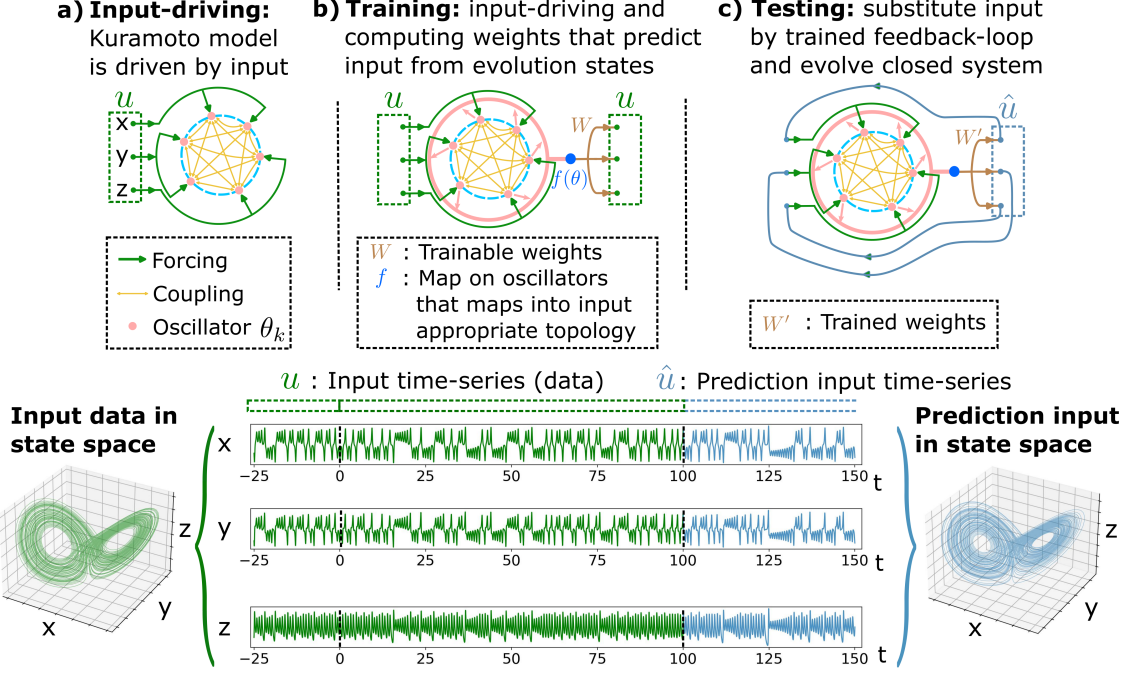 a) Input-driving:
Kuramoto model
is driven by input
b) Training: input-driving and
computing weights that predict
input from evolution states
c) Testing: substitute input
by trained feedback-loop
and evolve closed system
u
x
y
z
u
W
f(θ)
u
W'
û
Forcing
Coupling
Oscillator θk
W : Trainable weights
f : Map on oscillators
that maps into input
appropriate topology
W' : Trained weights
u : Input time-series (data)
û : Prediction input time-series
Input data in
state space
z
y
x
x
−25 0 25 50 75 100 125 150 t
y
−25 0 25 50 75 100 125 150 t
z
−25 0 25 50 75 100 125 150 t
Prediction input
in state space
z
y
x